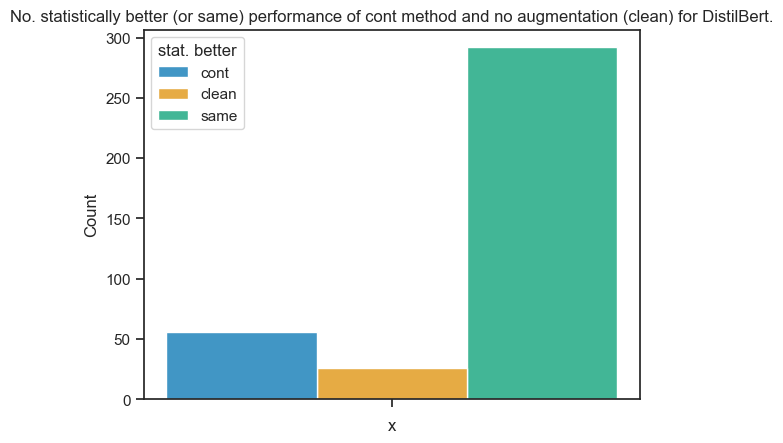 No. statistically better (or same) performance of cont method and no augmentation (clean) for DistilBert.
stat. better
cont
clean
same
Count
300
250
200
150
100
50
0
x